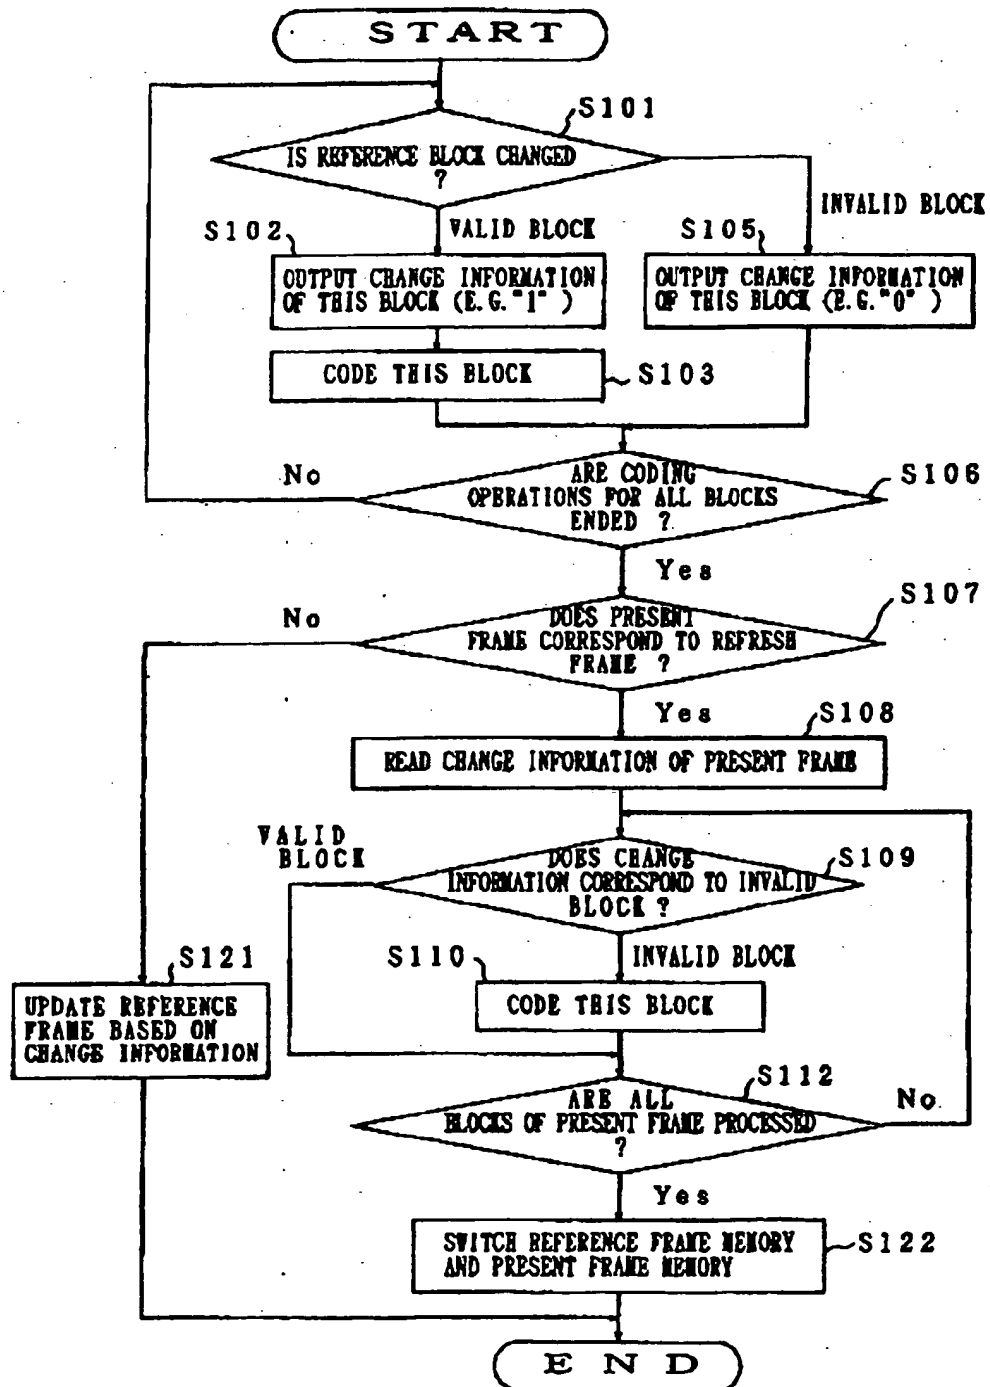 START
S101
IS REFERENCE BLOCK CHANGED
?
INVALID BLOCK
S102
VALID BLOCK
S105
OUTPUT CHANGE INFORMATION
OF THIS BLOCK (E.G."1" )
OUTPUT CHANGE INFORMATION
OF THIS BLOCK (E.G."0" )
CODE THIS BLOCK
S103
No
ARE CODING
OPERATIONS FOR ALL BLOCKS
ENDED ?
S106
Yes
S107
No
DOES PRESENT
FRAME CORRESPOND TO REFRESH
FRAME ?
Yes
S108
READ CHANGE INFORMATION OF PRESENT FRAME
VALID
BLOCK
DOES CHANGE
INFORMATION CORRESPOND TO INVALID
BLOCK ?
S109
S110
INVALID BLOCK
S121
CODE THIS BLOCK
UPDATE REFERENCE
FRAME BASED ON
CHANGE INFORMATION
S112
ARE ALL
BLOCKS OF PRESENT FRAME PROCESSED
?
No
Yes
SWITCH REFERENCE FRAME MEMORY
AND PRESENT FRAME MEMORY
S122
END